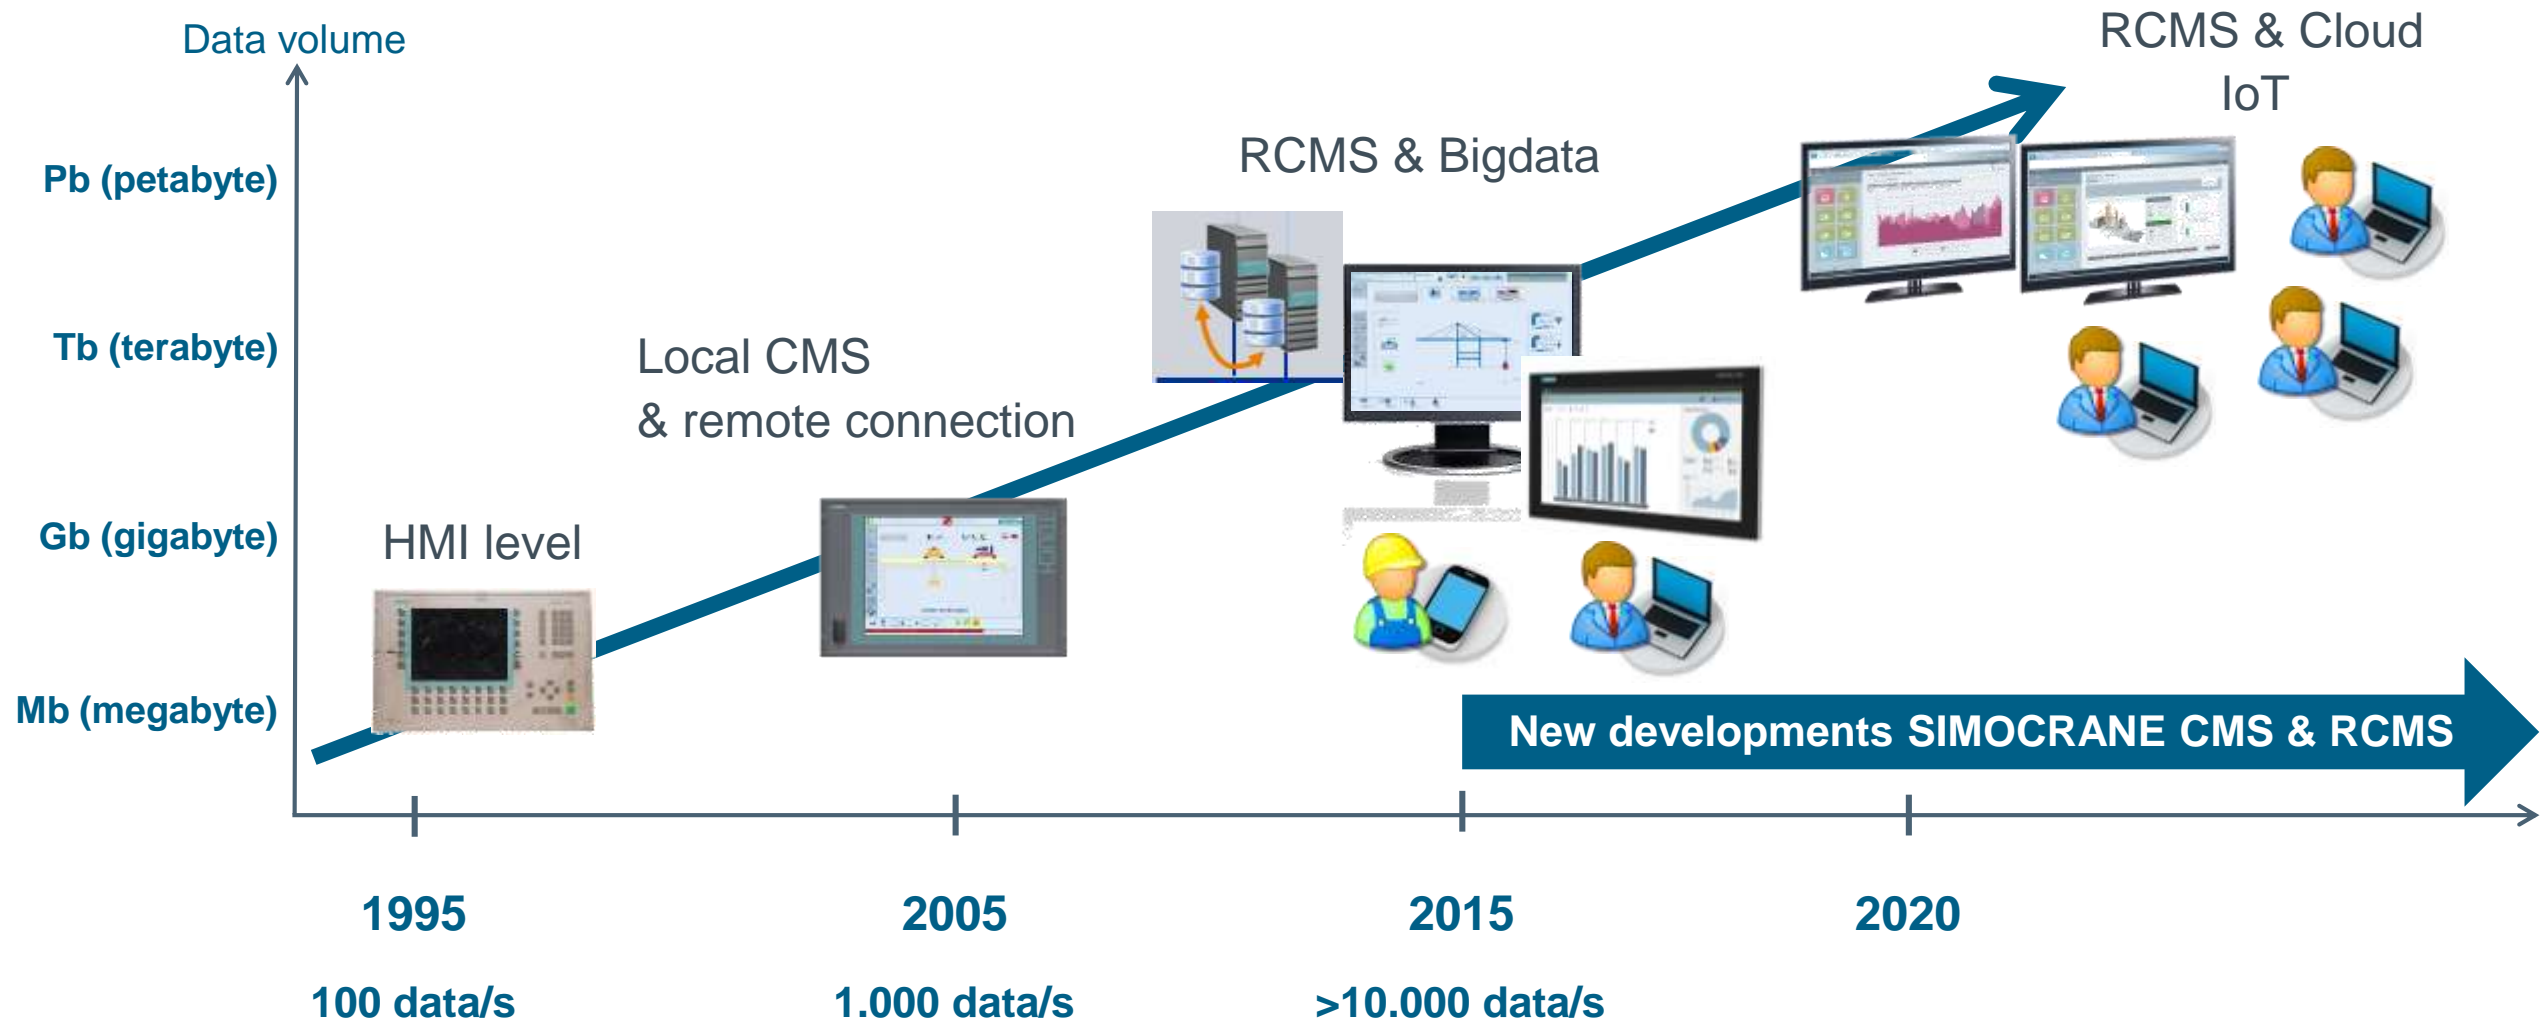 Data volume
RCMS & Cloud
IoT
RCMS & Bigdata
Pb (petabyte)
Tb (terabyte)
Local CMS
& remote connection
Gb (gigabyte)
HMI level
Mb (megabyte)
New developments SIMOCRANE CMS & RCMS
1995
2005
2015
2020
100 data/s
1.000 data/s
>10.000 data/s